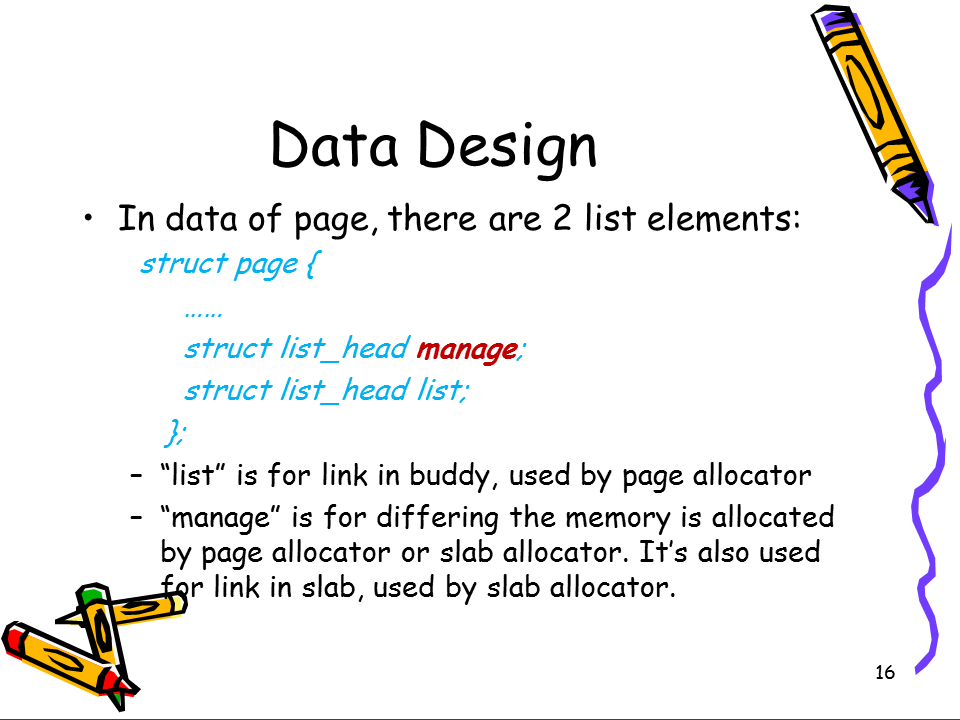 Data Design
• In data of page, there are 2 list elements:
struct page {
……
struct list_head manage;
struct list_head list;
};
– “list” is for link in buddy, used by page allocator
– “manage” is for differing the memory is allocated
by page allocator or slab allocator. It’s also used
for link in slab, used by slab allocator.
16